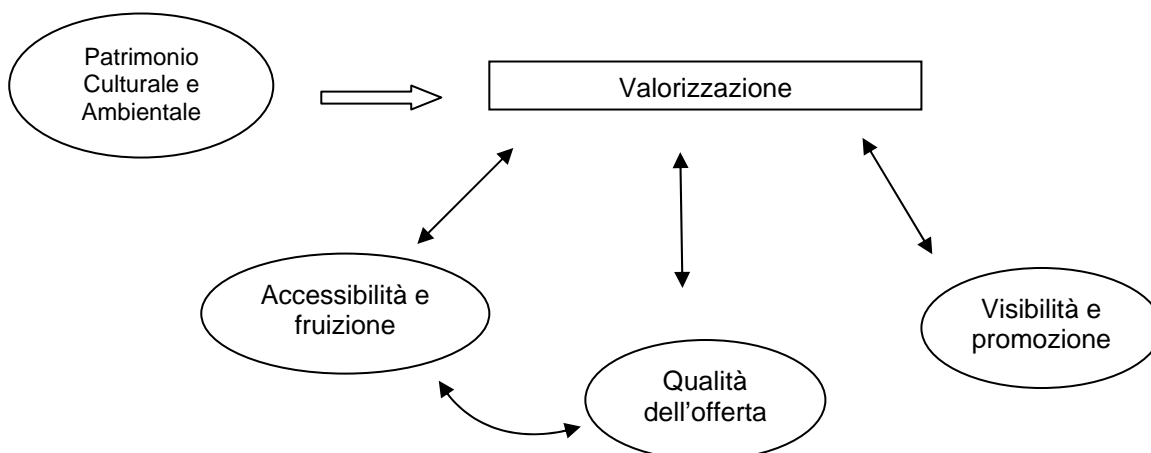 Patrimonio
Culturale e
Ambientale
Valorizzazione
Accessibilità e
fruizione
Qualità
dell’offerta
Visibilità e
promozione